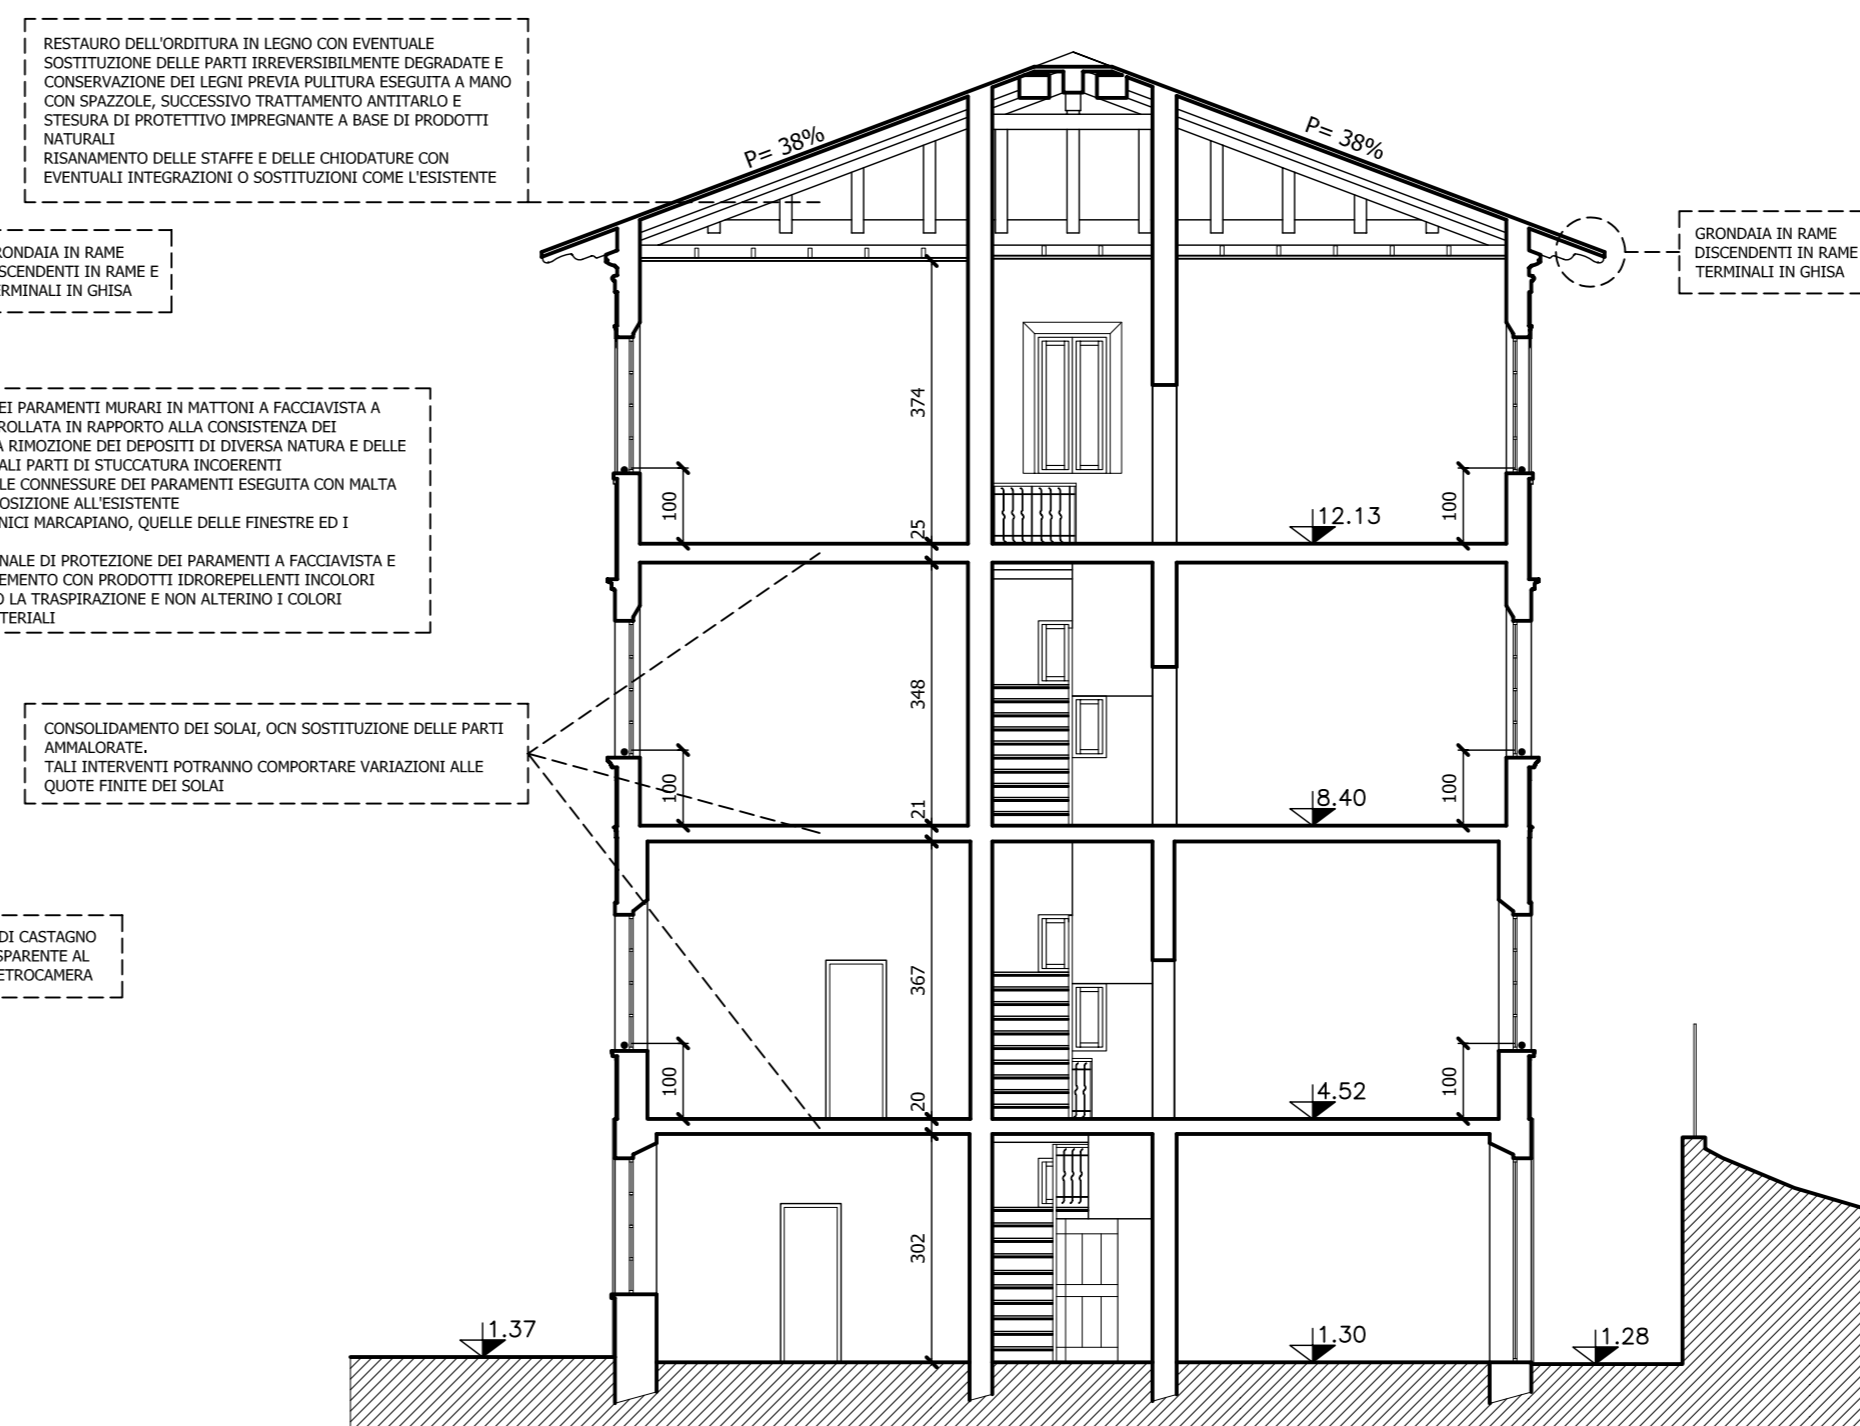 RESTAURO DELL'ORDITURA IN LEGNO CON EVENTUALE
SOSTITUZIONE DELLE PARTI IRREVERSIBILMENTE DEGRADATE E
CONSERVAZIONE DEI LEGNI PREVIA PULITURA ESEGUITA A MANO
CON SPAZZOLE, SUCCESSIVO TRATTAMENTO ANTITARLO E
STESURA DI PROTETTIVO IMPREGNANTE A BASE DI PRODOTTI
NATURALI
RISANAMENTO DELLE STAFFE E DELLE CHIODATURE CON
EVENTUALI INTEGRAZIONI O SOSTITUZIONI COME L'ESISTENTE
P= 38%
P= 38%
RONDAIA IN RAME
SCENDENTI IN RAME E
ERMINALI IN GHISA
GRONDAIA IN RAME
DISCENDENTI IN RAME
TERMINALI IN GHISA
EI PARAMENTI MURARI IN MATTONI A FACCIAVISTA A
ROLLATA IN RAPPORTO ALLA CONSISTENZA DEI
A RIMOZIONE DEI DEPOSITI DI DIVERSA NATURA E DELLE
ALI PARTI DI STUCCATURA INCOERENTI
LE CONNESSURE DEI PARAMENTI ESEGUITA CON MALTA
OSIZIONE ALL'ESISTENTE
NICI MARCAPIANO, QUELLE DELLE FINESTRE ED I
NALE DI PROTEZIONE DEI PARAMENTI A FACCIAVISTA E
EMENTO CON PRODOTTI IDROREPELLENTI INCOLORI
O LA TRASPIRAZIONE E NON ALTERINO I COLORI
TERIALI
374
100
25
12.13
100
CONSOLIDAMENTO DEI SOLAI, OCN SOSTITUZIONE DELLE PARTI
AMMALORATE.
TALI INTERVENTI POTRANNO COMPORTARE VARIAZIONI ALLE
QUOTE FINITE DEI SOLAI
348
100
21
8.40
100
DI CASTAGNO
SPARENTE AL
ETROCAMERA
367
100
20
4.52
100
302
1.37
1.30
1.28